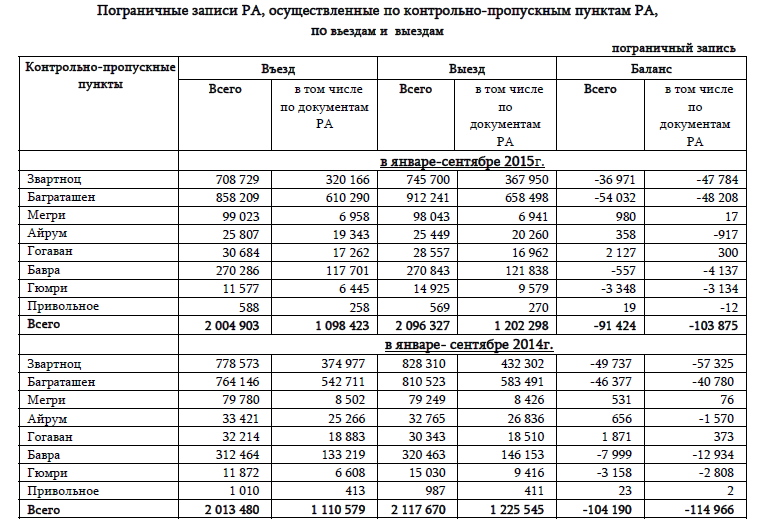 Пограничные записи РА, осуществленные по контрольно-пропускным пунктам РА,
по въездам и выездам
пограничный запись
Контрольно-пропускные пункты Въезд Выезд Баланс
Всего в том числе по документам РА Всего в том числе по документам РА Всего в том числе по документам РА
в январе-сентябре 2015г.
Звартноц 708 729 320 166 745 700 367 950 -36 971 -47 784
Баграташен 858 209 610 290 912 241 658 498 -54 032 -48 208
Мегри 99 023 6 958 98 043 6 941 980 17
Айрум 25 807 19 343 25 449 20 260 358 -917
Гогаван 30 684 17 262 28 557 16 962 2 127 300
Бавра 270 286 117 701 270 843 121 838 -557 -4 137
Гюмри 11 577 6 445 14 925 9 579 -3 348 -3 134
Привольное 588 258 569 270 19 -12
Всего 2 004 903 1 098 423 2 096 327 1 202 298 -91 424 -103 875
в январе- сентябре 2014г.
Звартноц 778 573 374 977 828 310 432 302 -49 737 -57 325
Баграташен 764 146 542 711 810 523 583 491 -46 377 -40 780
Мегри 79 780 8 502 79 249 8 426 531 76
Айрум 33 421 25 266 32 765 26 836 656 -1 570
Гогаван 32 214 18 883 30 343 18 510 1 871 373
Бавра 312 464 133 219 320 463 146 153 -7 999 -12 934
Гюмри 11 872 6 608 15 030 9 416 -3 158 -2 808
Привольное 1 010 413 987 411 23 2
Всего 2 013 480 1 110 579 2 117 670 1 225 545 -104 190 -114 966